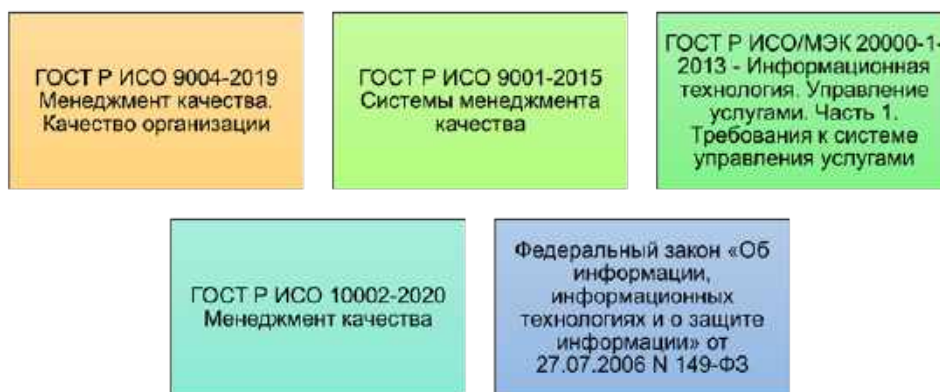 ГОСТ Р ИСО 9004-2019
Менеджмент качества.
Качество организации
ГОСТ Р ИСО 9001-2015
Системы менеджмента
качества
ГОСТ Р ИСО/МЭК 20000-1-
2013 - Информационная
технология. Управление
услугами. Часть 1.
Требования к системе
управления услугами
ГОСТ Р ИСО 10002-2020
Менеджмент качества
Федеральный закон «Об
информации,
информационных
технологиях и о защите
информации» от
27.07.2006 N 149-ФЗ